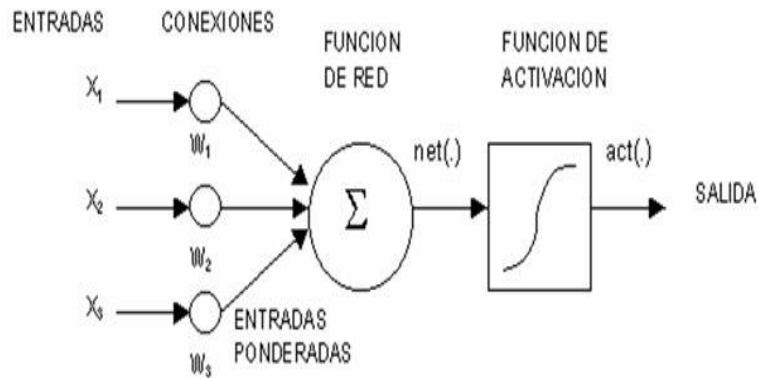 ENTRADAS
CONEXIONES
FUNCION
DE RED
FUNCION DE
ACTIVACION
X₁
W₁
net(.)
act(.)
X₂
Σ
SALIDA
W₂
X₃
ENTRADAS
PONDERADAS
W₃